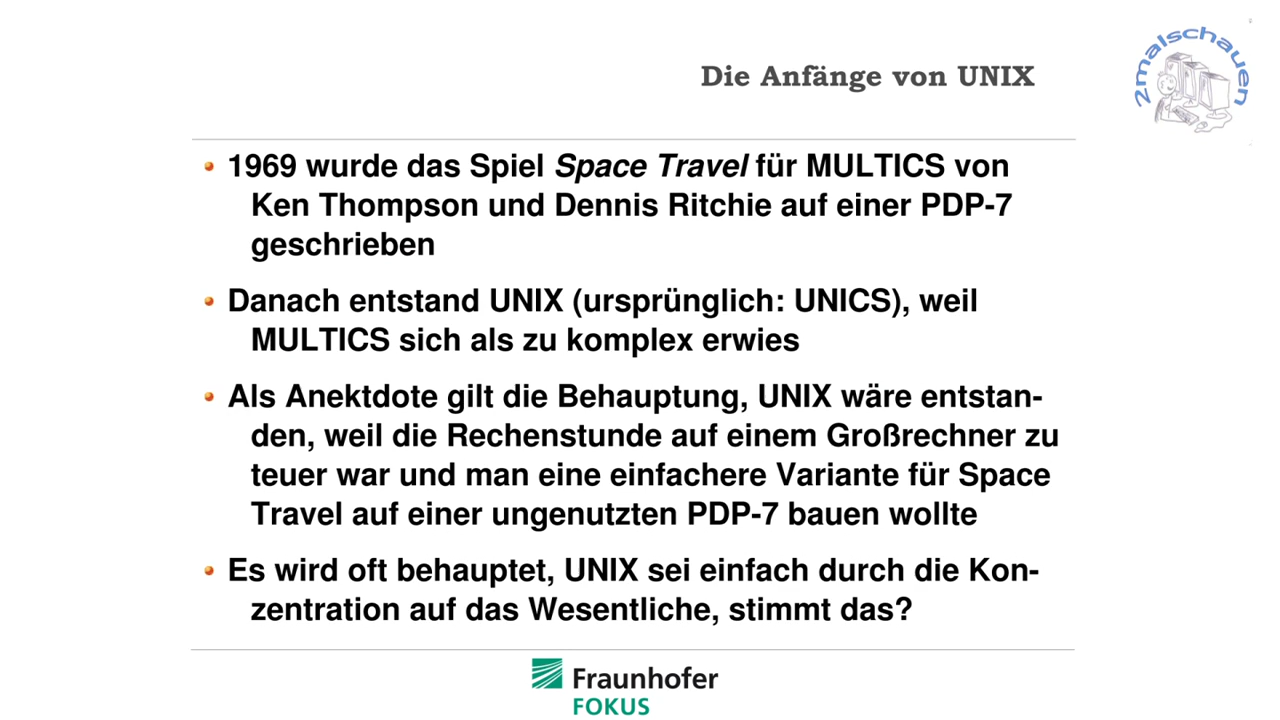 Die Anfänge von UNIX
2malschauen
1969 wurde das Spiel Space Travel für MULTICS von
Ken Thompson und Dennis Ritchie auf einer PDP-7
geschrieben
Danach entstand UNIX (ursprünglich: UNICS), weil
MULTICS sich als zu komplex erwies
Als Anektdote gilt die Behauptung, UNIX wäre entstan-
den, weil die Rechenstunde auf einem Großrechner zu
teuer war und man eine einfachere Variante für Space
Travel auf einer ungenutzten PDP-7 bauen wollte
Es wird oft behauptet, UNIX sei einfach durch die Kon-
zentration auf das Wesentliche, stimmt das?
Fraunhofer
FOKUS